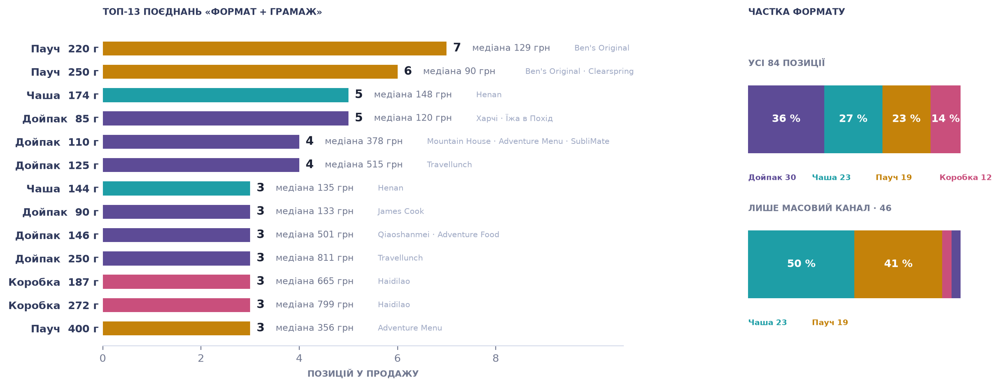 ТОП-13 ПОЄДНАНЬ «ФОРМАТ + ГРАМАЖ»
Пауч 220 г 7 медіана 129 грн Ben's Original
Пауч 250 г 6 медіана 90 грн Ben's Original · Clearspring
Чаша 174 г 5 медіана 148 грн Henan
Дойпак 85 г 5 медіана 120 грн Харчі · Їжа в Похід
Дойпак 110 г 4 медіана 378 грн Mountain House · Adventure Menu · SubliMate
Дойпак 125 г 4 медіана 515 грн Travellunch
Чаша 144 г 3 медіана 135 грн Henan
Дойпак 90 г 3 медіана 133 грн James Cook
Дойпак 146 г 3 медіана 501 грн Qiaoshanmei · Adventure Food
Дойпак 250 г 3 медіана 811 грн Travellunch
Коробка 187 г 3 медіана 665 грн Haidilao
Коробка 272 г 3 медіана 799 грн Haidilao
Пауч 400 г 3 медіана 356 грн Adventure Menu
0 2 4 6 8
ПОЗИЦІЙ У ПРОДАЖУ
ЧАСТКА ФОРМАТУ
УСІ 84 ПОЗИЦІЇ
36 % 27 % 23 % 14 %
Дойпак 30 Чаша 23 Пауч 19 Коробка 12
ЛИШЕ МАСОВИЙ КАНАЛ · 46
50 % 41 %
Чаша 23 Пауч 19